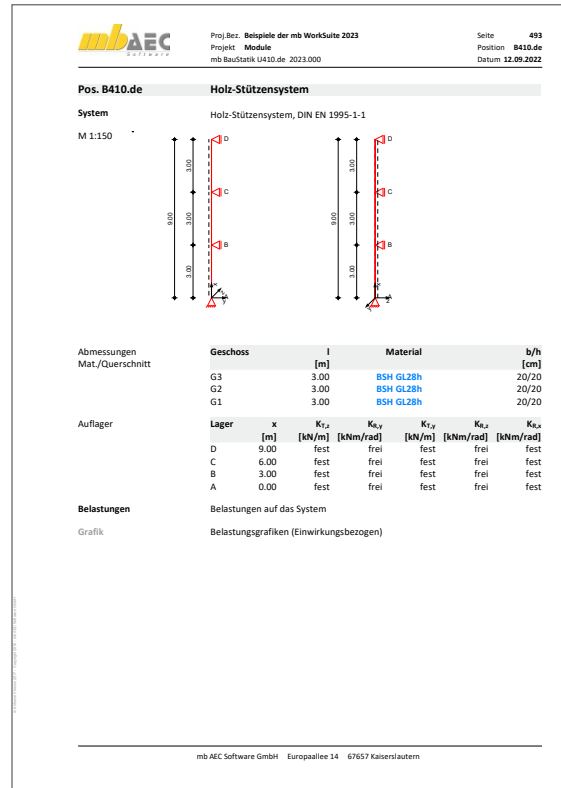 mbAEC
Software
Proj.Bez. Beispiele der mb WorkSuite 2023
Projekt Module
mb BauStatik U410.de 2023.000
Seite 493
Position B410.de
Datum 12.09.2022
Pos. B410.de Holz-Stützensystem
System Holz-Stützensystem, DIN EN 1995-1-1
M 1:150
D D
3.00 3.00
C C
9.00 3.00 9.00 3.00
B B
3.00 3.00
x x
A A
y z
y
Abmessungen Geschoss l Material b/h
Mat./Querschnitt [m] [cm]
G3 3.00 BSH GL28h 20/20
G2 3.00 BSH GL28h 20/20
G1 3.00 BSH GL28h 20/20
Auflager Lager x K_T,z K_R,y K_T,y K_R,z K_R,x
[m] [kN/m] [kNm/rad] [kN/m] [kNm/rad] [kNm/rad]
D 9.00 fest frei fest frei fest
C 6.00 fest frei fest frei fest
B 3.00 fest frei fest frei fest
A 0.00 fest frei fest frei fest
Belastungen Belastungen auf das System
Grafik Belastungsgrafiken (Einwirkungsbezogen)
mb AEC Software GmbH Europaallee 14 67657 Kaiserslautern